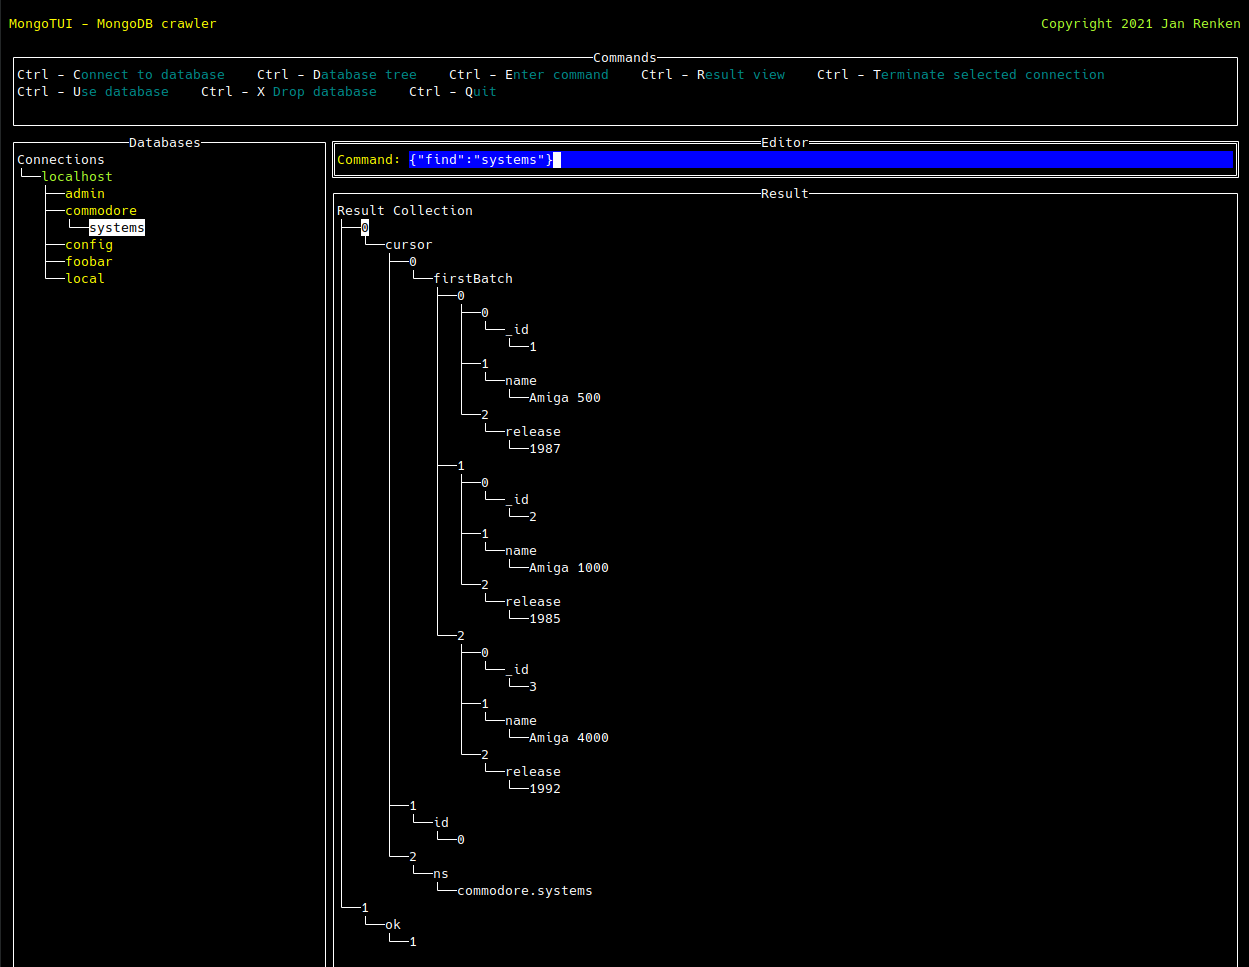 MongoTUI – MongoDB crawler Copyright 2021 Jan Renken
Commands
Ctrl - Connect to database Ctrl - Database tree Ctrl - Enter command Ctrl - Result view Ctrl - Terminate selected connection
Ctrl - Use database Ctrl - X Drop database Ctrl - Quit
Databases
Connections
localhost
admin
commodore
systems
config
foobar
local
Editor
Command: {"find":"systems"}
Result
Result Collection
0
cursor
0
firstBatch
0
0
_id
1
1
name
Amiga 500
2
release
1987
1
0
_id
2
1
name
Amiga 1000
2
release
1985
2
0
_id
3
1
name
Amiga 4000
2
release
1992
1
id
0
2
ns
commodore.systems
1
ok
1